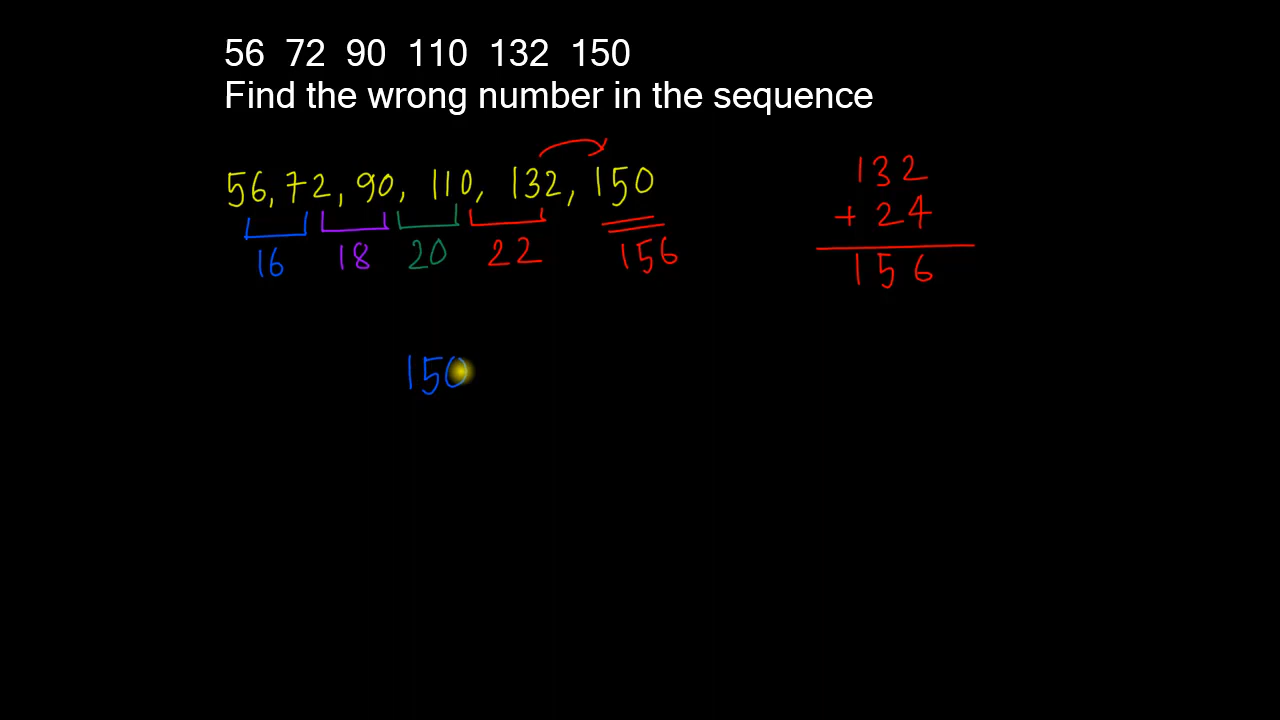 56 72 90 110 132 150
Find the wrong number in the sequence
56, 72, 90, 110, 132, 150
16 18 20 22 156
132
+ 24
156
150